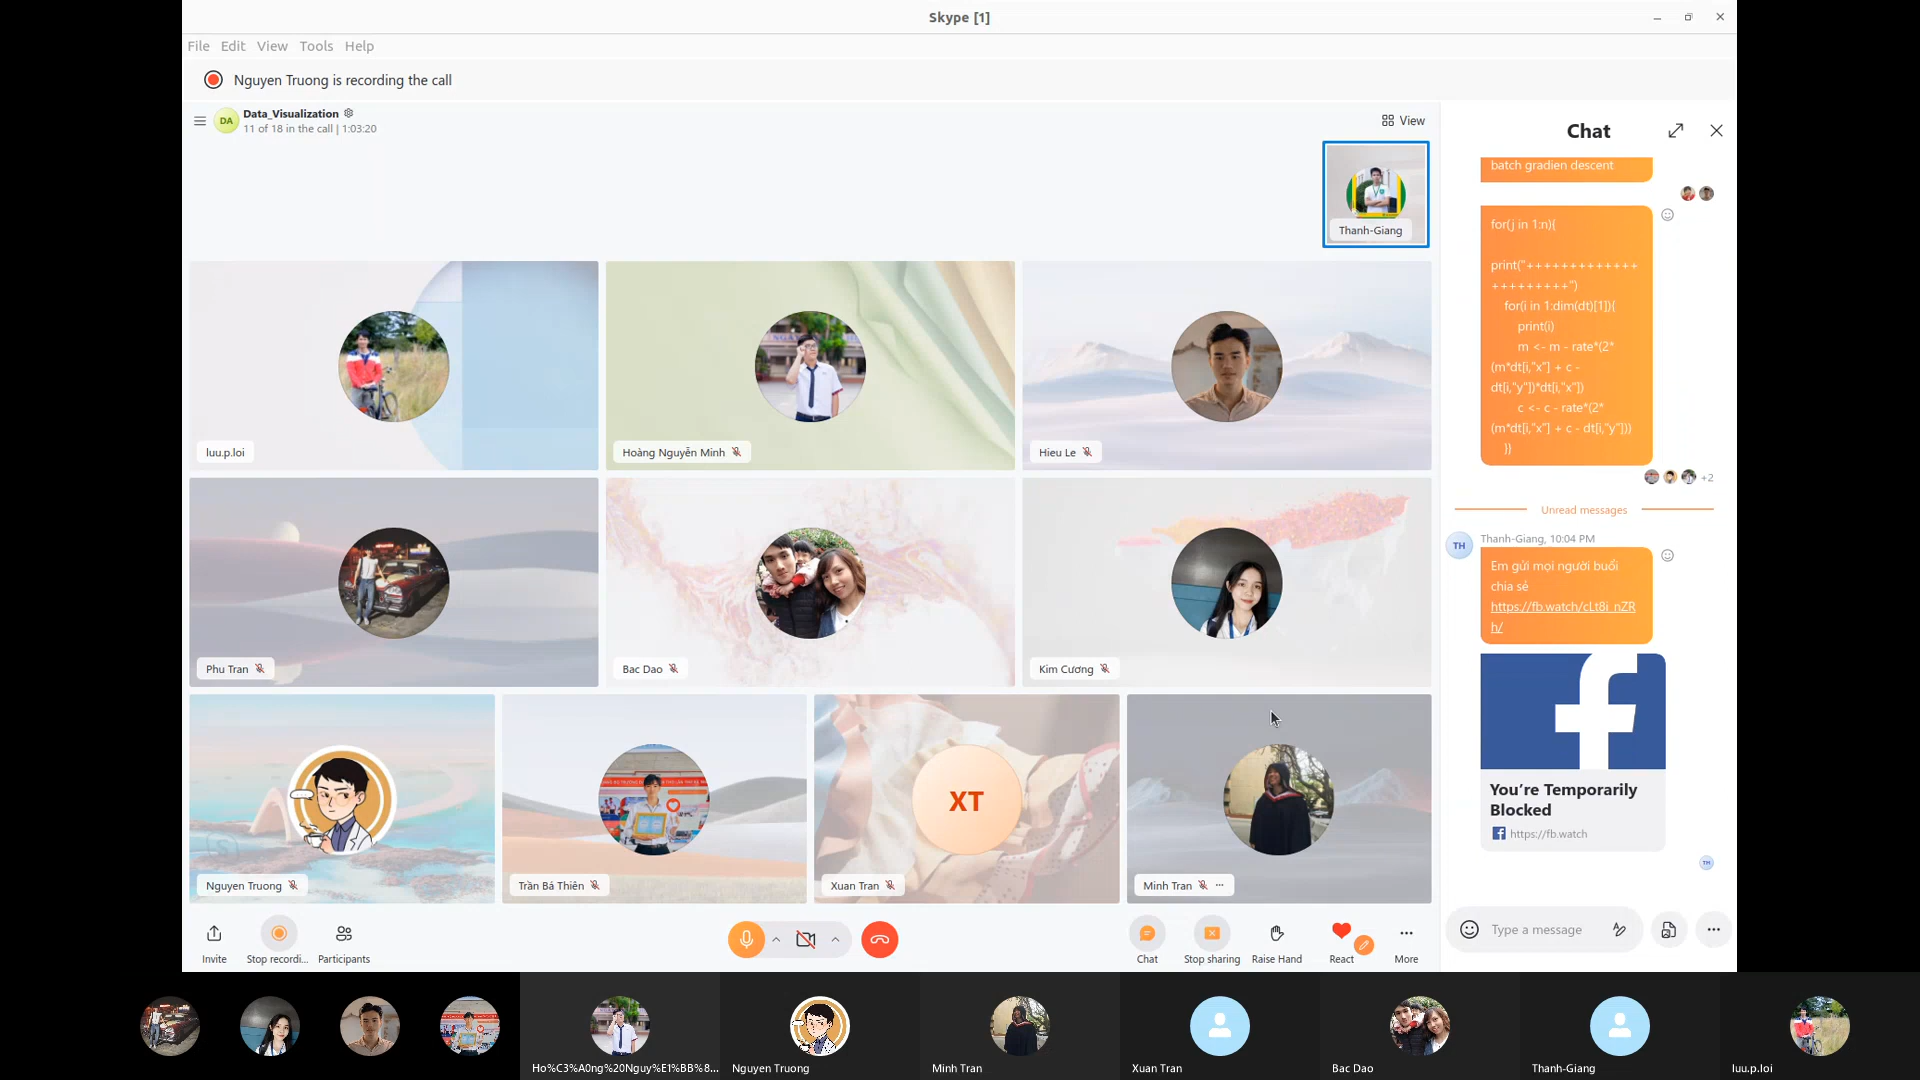 Skype [1]
File Edit View Tools Help
Nguyen Truong is recording the call
DA
Data_Visualization
11 of 18 in the call | 1:03:20
View
Thanh-Giang
luu.p.loi
Hoàng Nguyễn Minh
Hieu Le
Phu Tran
Bac Dao
Kim Cương
Nguyen Truong
Trần Bá Thiên
XT
Xuan Tran
Minh Tran
Invite
Stop recordi...
Participants
Chat
Stop sharing
Raise Hand
React
More
Chat
batch gradien descent
for(j in 1:n){
print("+++++++++++++
++++++++++")
for(i in 1:dim(dt)[1]){
print(i)
m <- m - rate*(2*
(m*dt[i,"x"] + c -
dt[i,"y"])*dt[i,"x"])
c <- c - rate*(2*
(m*dt[i,"x"] + c - dt[i,"y"]))
}}
+2
Unread messages
TH
Thanh-Giang, 10:04 PM
Em gửi mọi người buổi
chia sẻ
https://fb.watch/cLt8i_nZR
h/
You're Temporarily
Blocked
https://fb.watch
TH
Type a message
Ho%C3%A0ng%20Nguy%E1%BB%8...
Nguyen Truong
Minh Tran
Xuan Tran
Bac Dao
Thanh-Giang
luu.p.loi